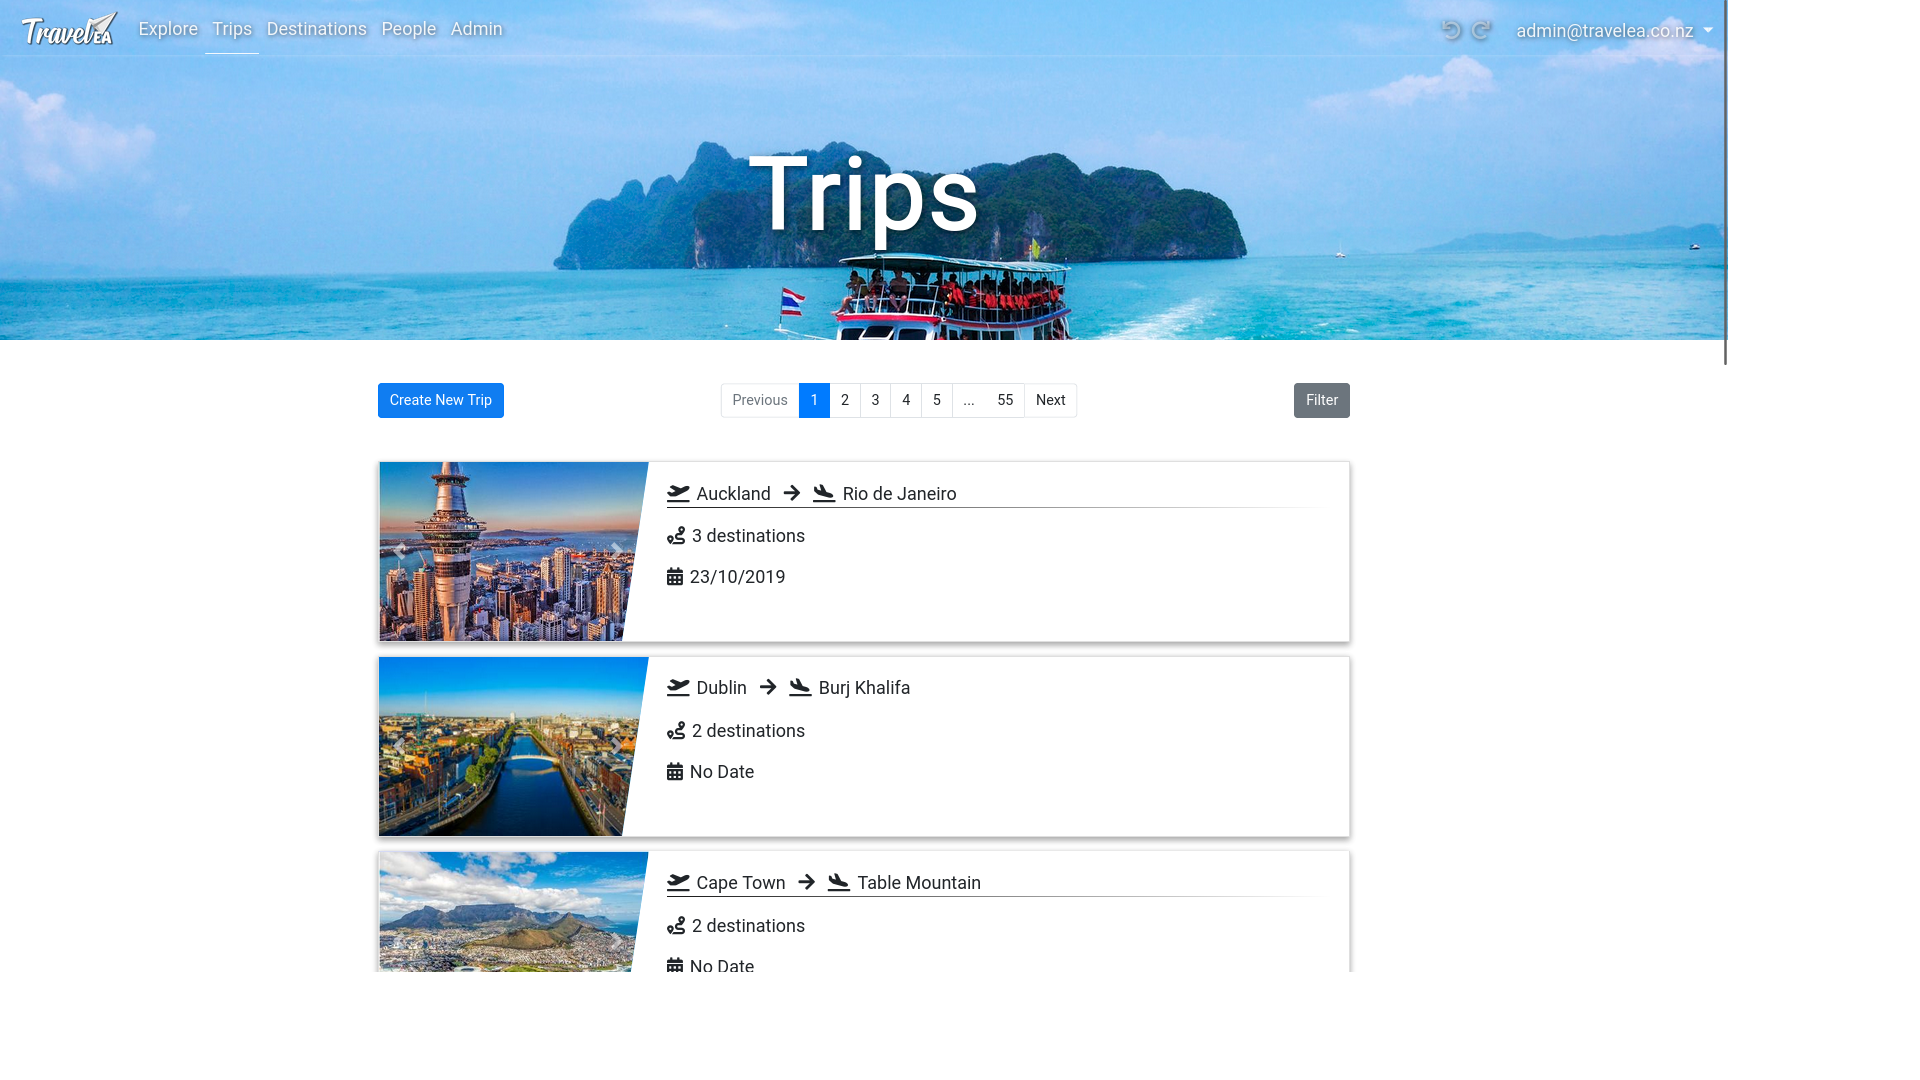 TravelEA Explore Trips Destinations People Admin admin@travelea.co.nz
Trips
Create New Trip Previous 1 2 3 4 5 ... 55 Next Filter
Auckland Rio de Janeiro
3 destinations
23/10/2019
Dublin Burj Khalifa
2 destinations
No Date
Cape Town Table Mountain
2 destinations
No Date